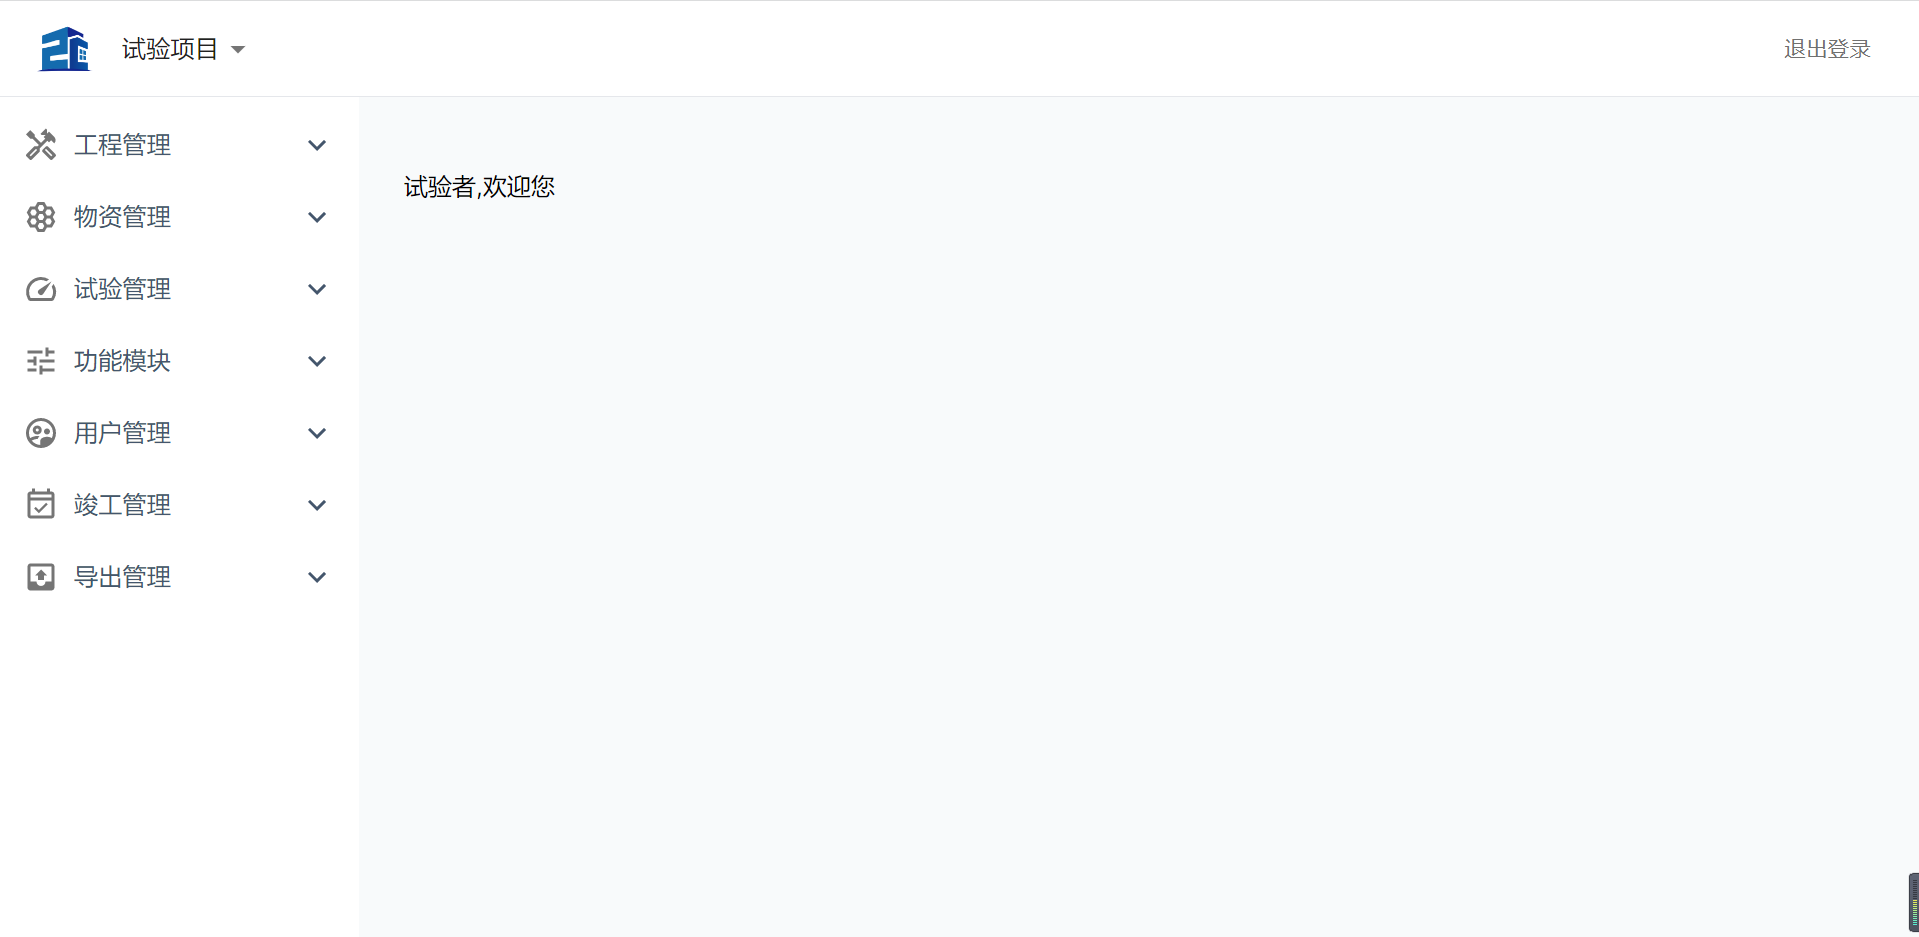 试验项目
退出登录
工程管理
物资管理
试验管理
功能模块
用户管理
竣工管理
导出管理
试验者,欢迎您